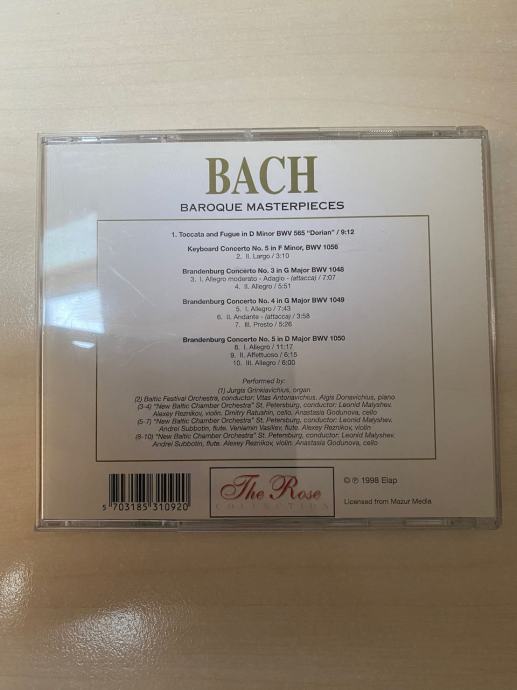 BACH
BAROQUE MASTERPIECES
1. Toccata and Fugue in D Minor BWV 565 "Dorian" / 9:12
Keyboard Concerto No. 5 in F Minor, BWV 1056
2. II. Largo / 3:10
Brandenburg Concerto No. 3 in G Major BWV 1048
3. I. Allegro moderato - Adagio - (attacca) / 7:07
4. II. Allegro / 5:51
Brandenburg Concerto No. 4 in G Major BWV 1049
5. I. Allegro / 7:43
6. II. Andante - (attacca) / 3:58
7. III. Presto / 5:26
Brandenburg Concerto No. 5 in D Major BWV 1050
8. I. Allegro / 11:17
9. II. Affettuoso / 6:15
10. III. Allegro / 6:00
Performed by:
(1) Jurgis Grinkiavichius, organ
(2) Baltic Festival Orchestra, conductor: Vitas Antonavichius, Algis Donavichius, piano
(3-4) "New Baltic Chamber Orchestra" St. Petersburg, conductor: Leonid Malyshev,
Alexey Reznikov, violin. Dmitry Ratushin, cello. Anastasia Godunova, cello
(5-7) "New Baltic Chamber Orchestra" St. Petersburg, conductor: Leonid Malyshev.
Andrei Subbotin, flute. Veniamin Vasiliev, flute. Alexey Reznikov, violin
(8-10) "New Baltic Chamber Orchestra" St. Petersburg, conductor: Leonid Malyshev.
Andrei Subbotin, flute. Alexey Reznikov, violin. Anastasia Godunova, cello
5 703185 310920
The Rose
COLLECTION
© ℗ 1998 Elap
Licensed from Mazur Media